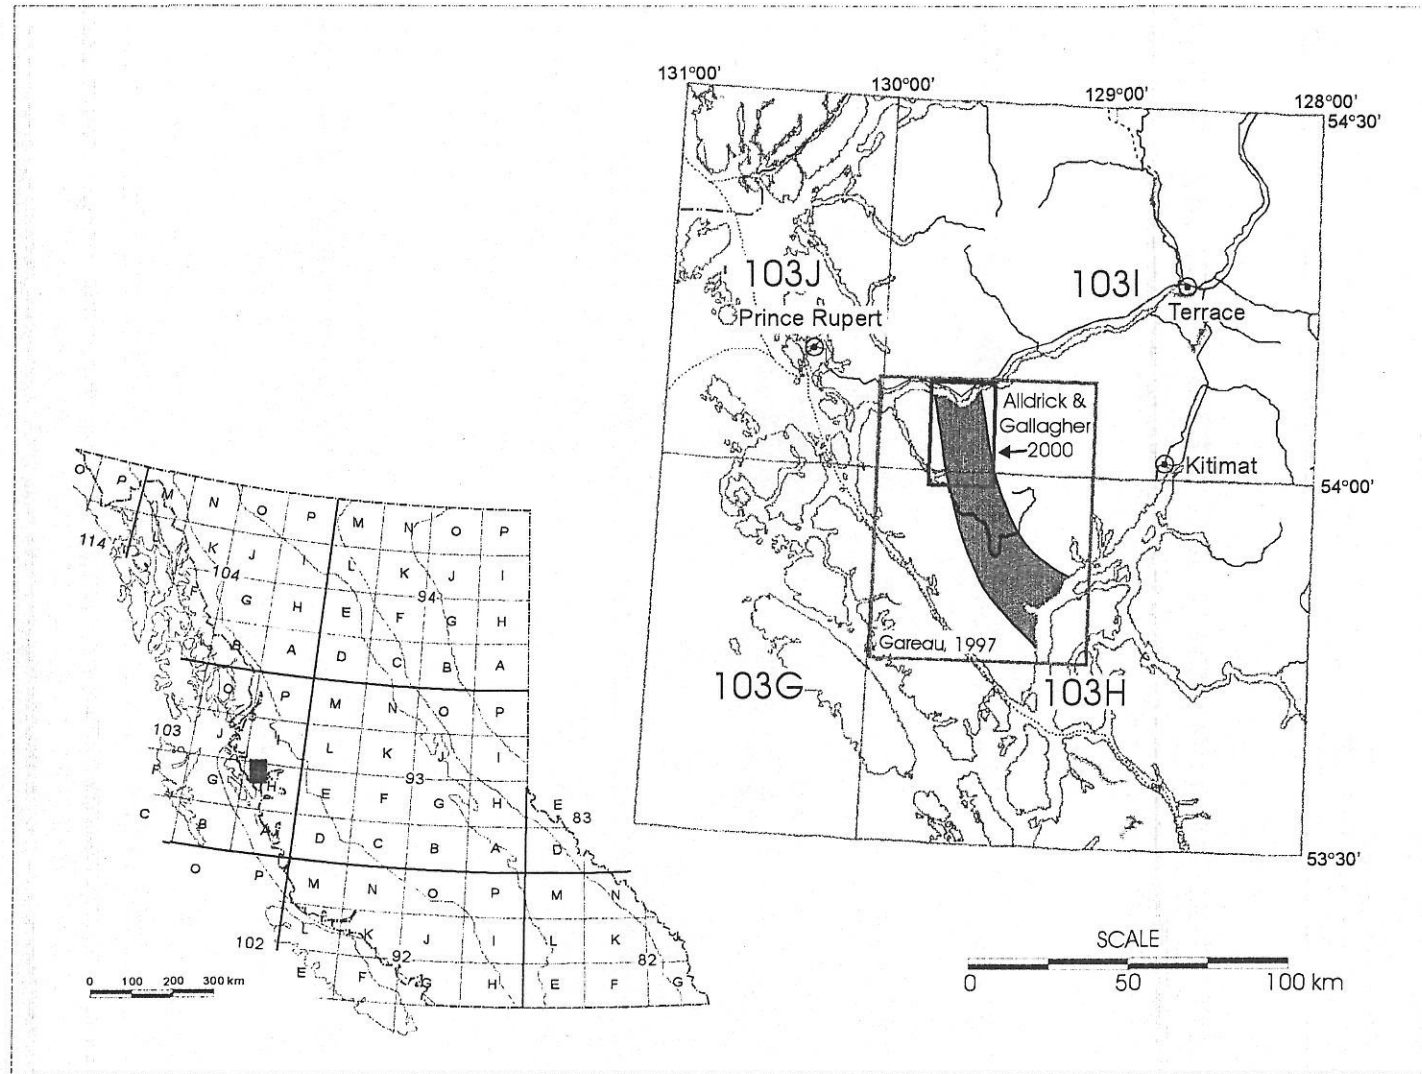 131°00'
130°00'
129°00'
128°00'
54°30'
103J
103I
Prince Rupert
Terrace
Alldrick &
Gallagher
2000
Kitimat
54°00'
Gareau, 1997
103G
103H
53°30'
SCALE
0 50 100 km
O P M N O P M N O P
114 K J I L K J I
104 F G H E F 94 G H
B A D C B A
O P M N O P
103 J I L K J I
F G H E F 93 G H E 83
C B A D C B A D
O P M N O P M N
102 L K J I L K
E F 92 G H E F 82 G
0 100 200 300 km